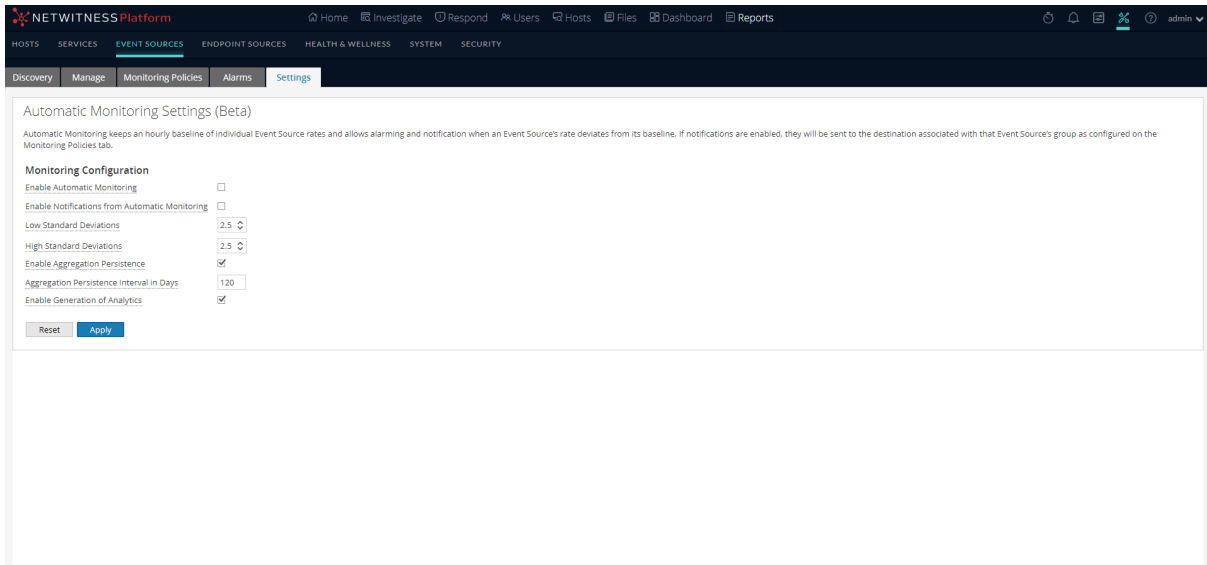 NETWITNESS Platform Home Investigate Respond Users Hosts Files Dashboard Reports admin
HOSTS SERVICES EVENT SOURCES ENDPOINT SOURCES HEALTH & WELLNESS SYSTEM SECURITY
Discovery Manage Monitoring Policies Alarms Settings
Automatic Monitoring Settings (Beta)
Automatic Monitoring keeps an hourly baseline of individual Event Source rates and allows alarming and notification when an Event Source's rate deviates from its baseline. If notifications are enabled, they will be sent to the destination associated with that Event Source's group as configured on the
Monitoring Policies tab.
Monitoring Configuration
Enable Automatic Monitoring
Enable Notifications from Automatic Monitoring
Low Standard Deviations 2.5
High Standard Deviations 2.5
Enable Aggregation Persistence
Aggregation Persistence Interval in Days 120
Enable Generation of Analytics
Reset Apply